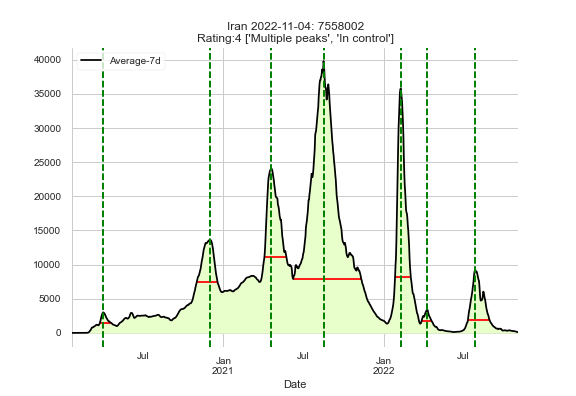 Iran 2022-11-04: 7558002
Rating:4 ['Multiple peaks', 'In control']
Average-7d
40000
35000
30000
25000
20000
15000
10000
5000
0
Jul
Jan
2021
Jul
Jan
2022
Jul
Date